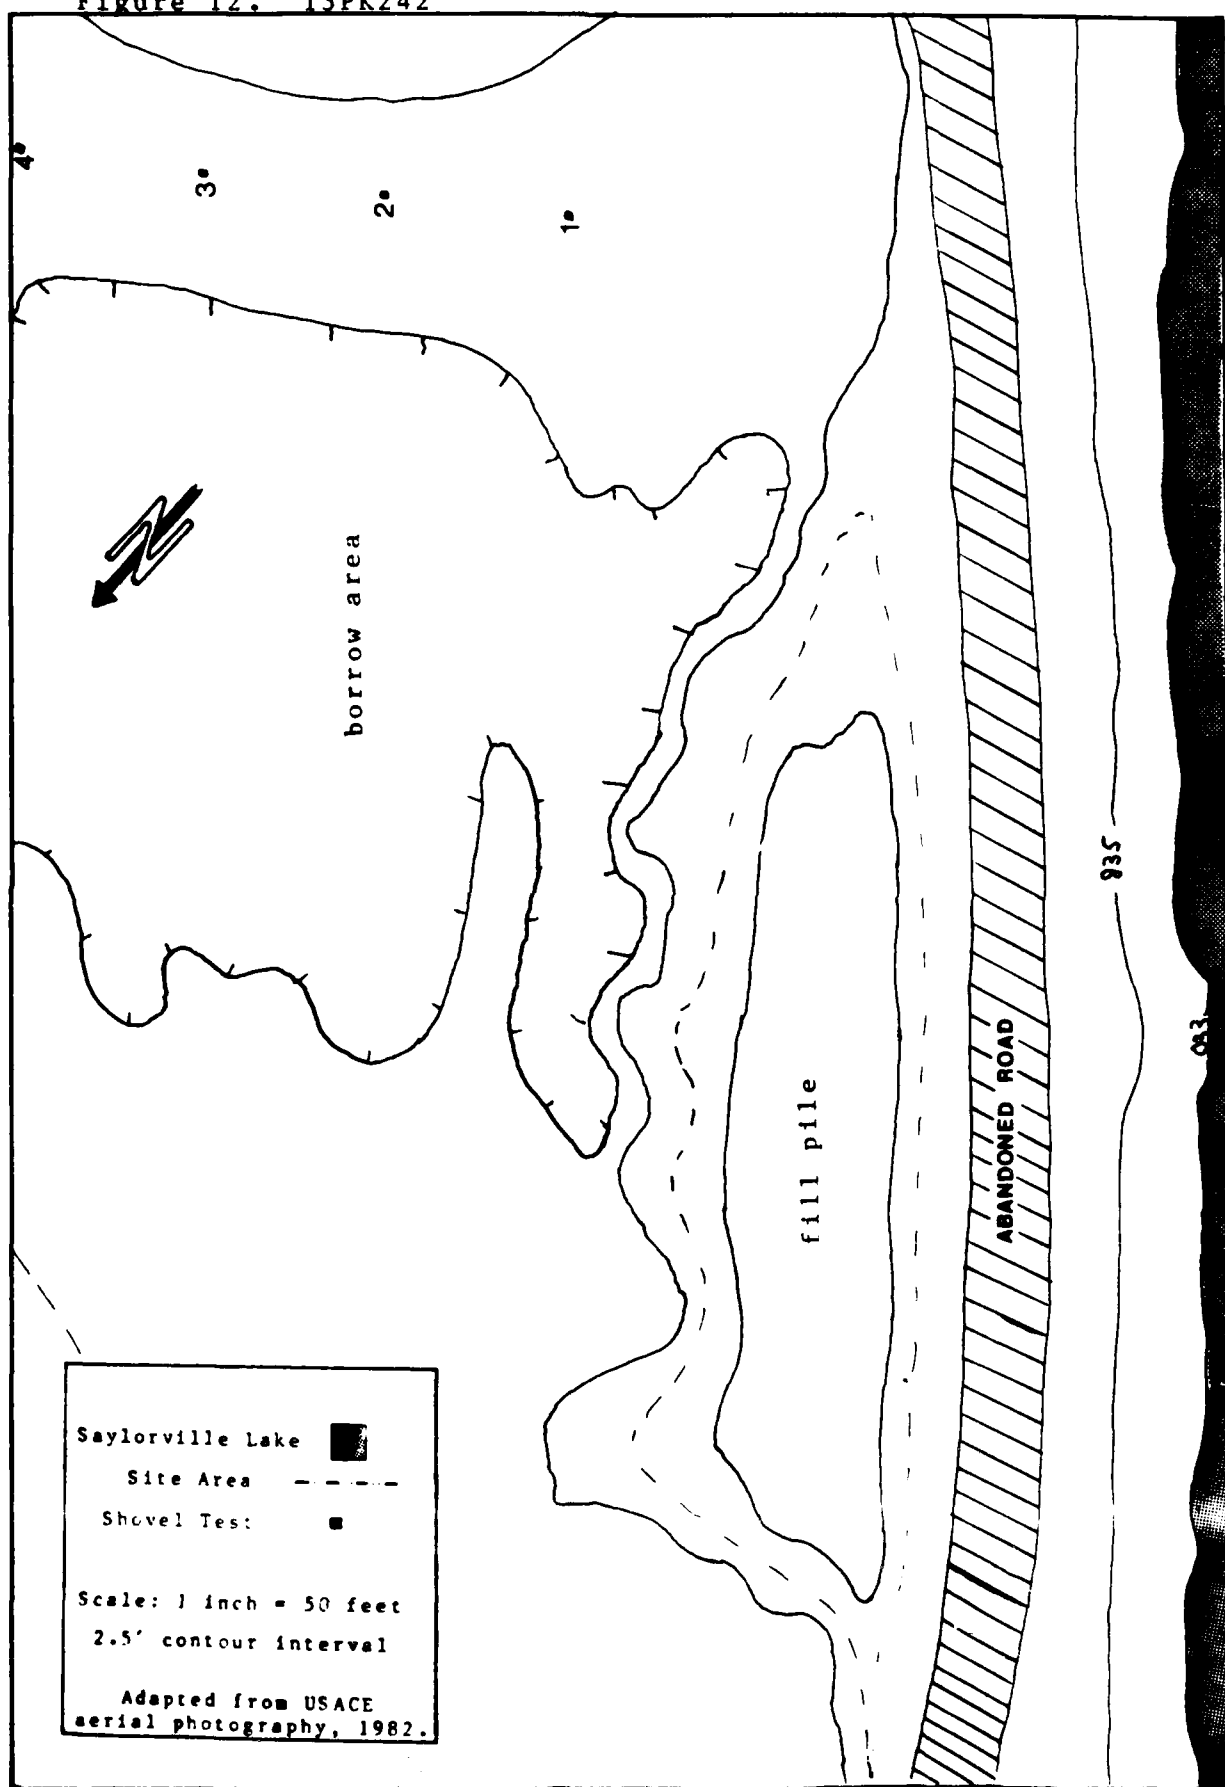 Figure 12. 13PK242
4
3
2
1
borrow area
fill pile
ABANDONED ROAD
935
Saylorville Lake
Site Area
Shovel Test
Scale: 1 inch = 50 feet
2.5' contour interval
Adapted from USACE
aerial photography, 1982.